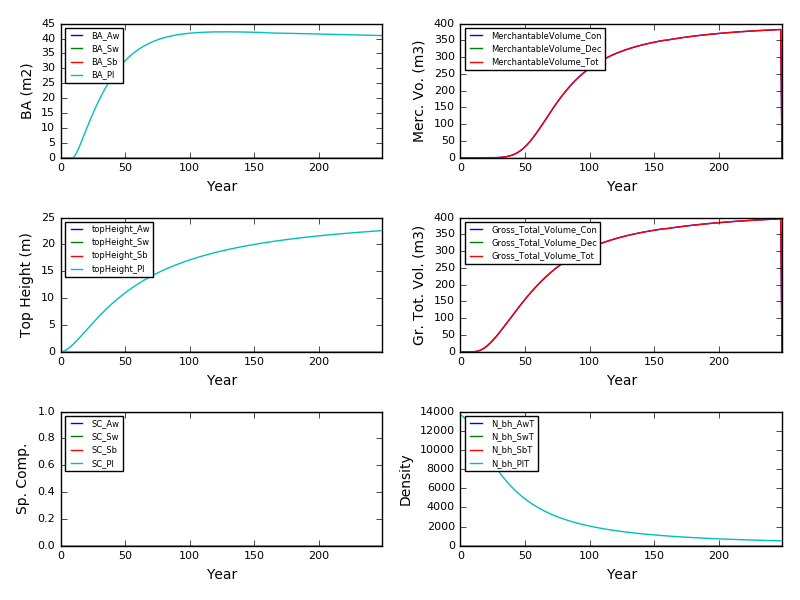 45
40
35
30
25
20
15
10
5
0
BA (m2)
BA_Aw
BA_Sw
BA_Sb
BA_Pl
0 50 100 150 200
Year
400
350
300
250
200
150
100
50
0
Merc. Vo. (m3)
MerchantableVolume_Con
MerchantableVolume_Dec
MerchantableVolume_Tot
0 50 100 150 200
Year
25
20
15
10
5
0
Top Height (m)
topHeight_Aw
topHeight_Sw
topHeight_Sb
topHeight_Pl
0 50 100 150 200
Year
400
350
300
250
200
150
100
50
0
Gr. Tot. Vol. (m3)
Gross_Total_Volume_Con
Gross_Total_Volume_Dec
Gross_Total_Volume_Tot
0 50 100 150 200
Year
1.0
0.8
0.6
0.4
0.2
0.0
Sp. Comp.
SC_Aw
SC_Sw
SC_Sb
SC_Pl
0 50 100 150 200
Year
14000
12000
10000
8000
6000
4000
2000
0
Density
N_bh_AwT
N_bh_SwT
N_bh_SbT
N_bh_PlT
0 50 100 150 200
Year